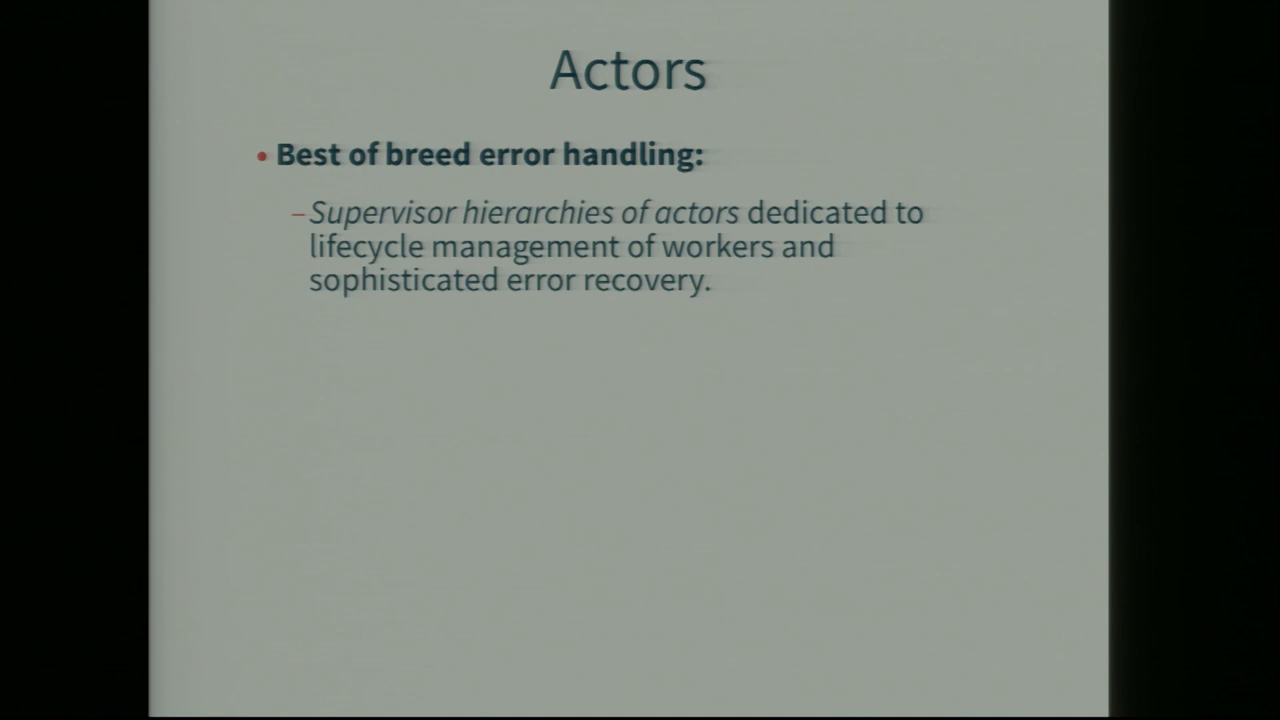 Actors
• Best of breed error handling:
–Supervisor hierarchies of actors dedicated to
lifecycle management of workers and
sophisticated error recovery.